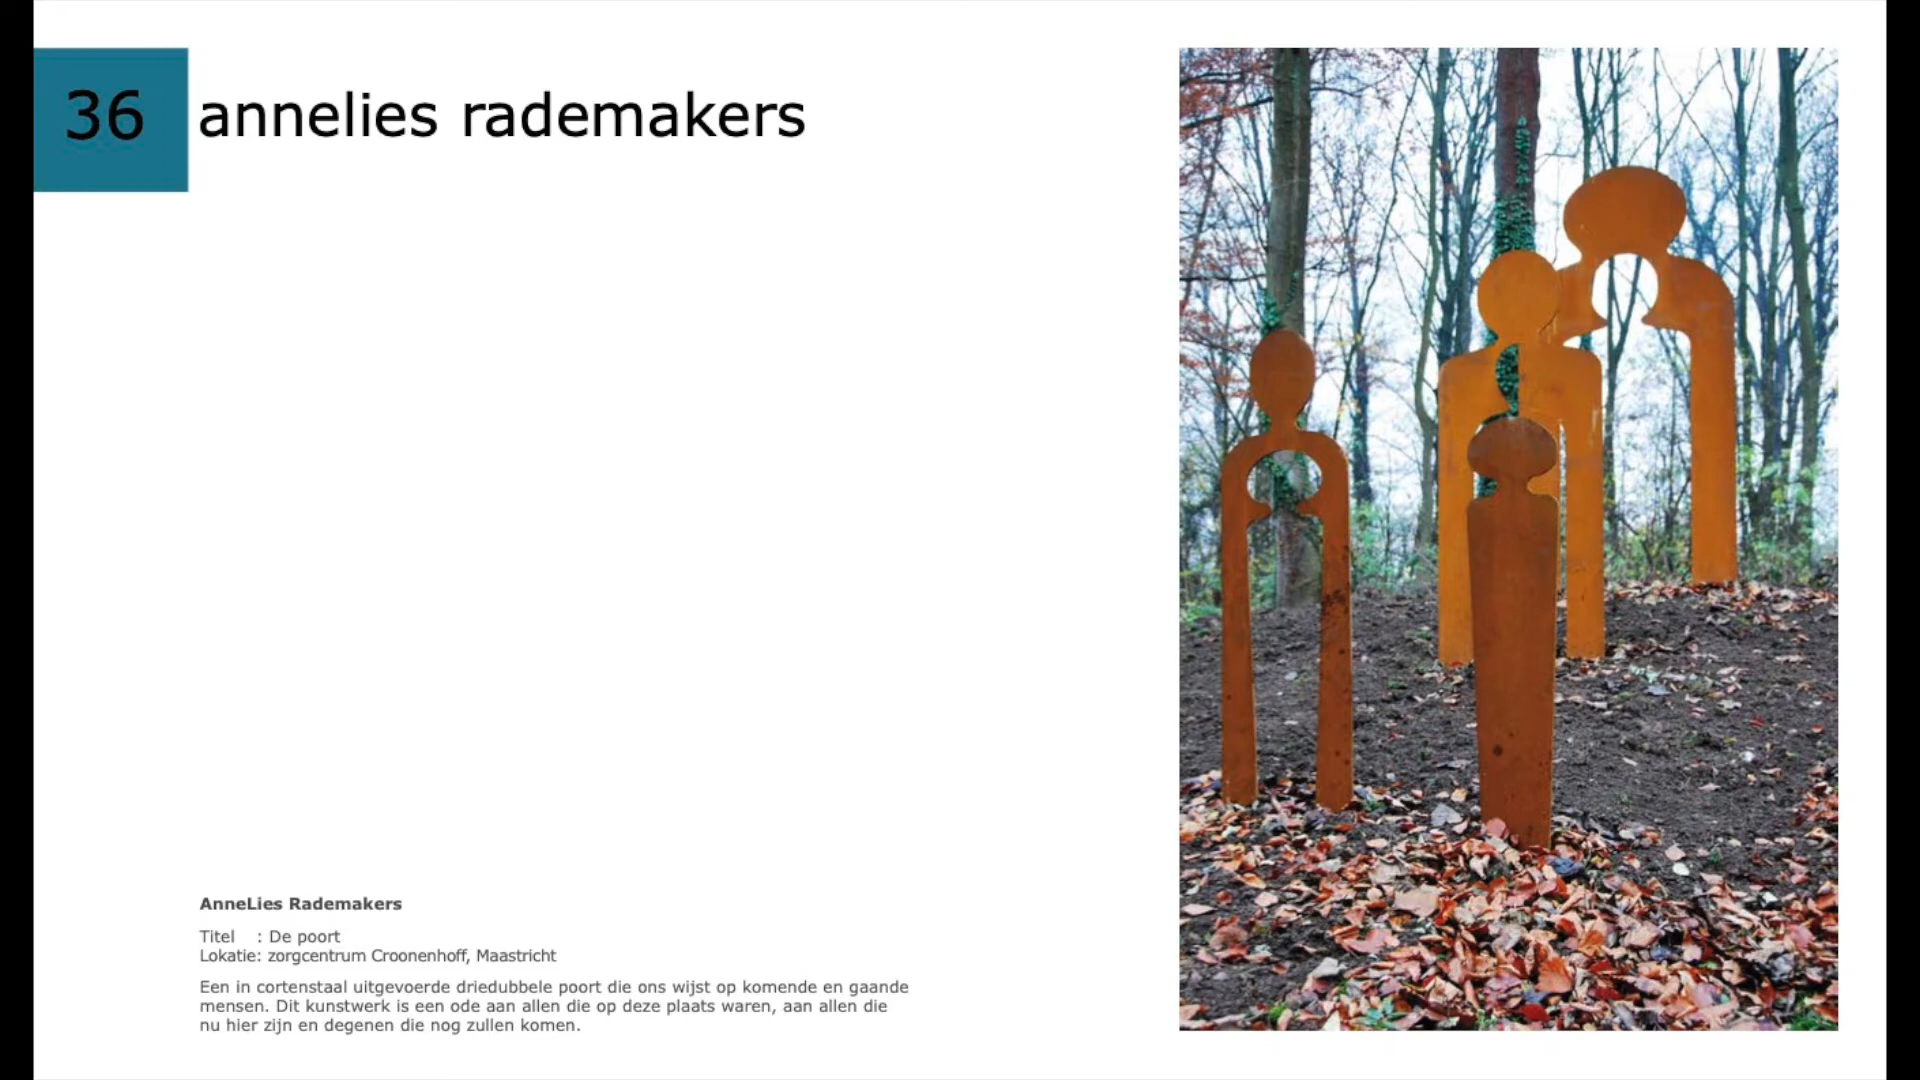 36 annelies rademakers
AnneLies Rademakers
Titel : De poort
Lokatie: zorgcentrum Croonenhoff, Maastricht
Een in cortenstaal uitgevoerde driedubbele poort die ons wijst op komende en gaande
mensen. Dit kunstwerk is een ode aan allen die op deze plaats waren, aan allen die
nu hier zijn en degenen die nog zullen komen.